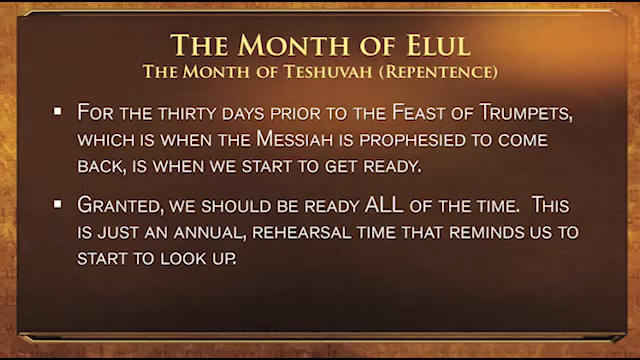 The Month of Elul
The Month of Teshuvah (Repentence)
▪ For the thirty days prior to the Feast of Trumpets,
which is when the Messiah is prophesied to come
back, is when we start to get ready.
▪ Granted, we should be ready ALL of the time. This
is just an annual, rehearsal time that reminds us to
start to look up.